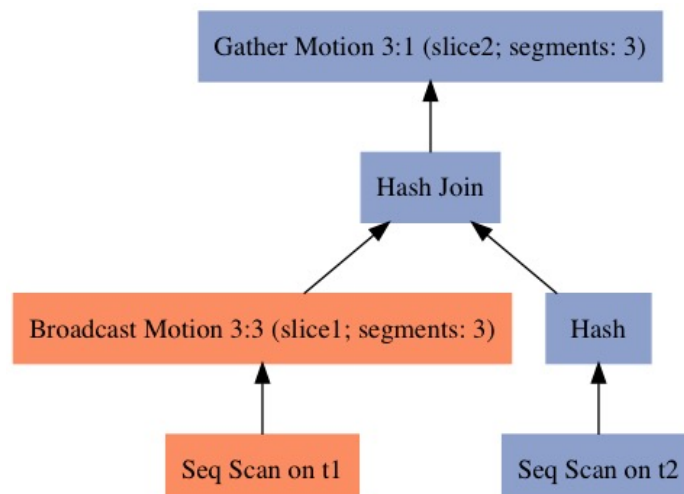 Gather Motion 3:1 (slice2; segments: 3)
Hash Join
Broadcast Motion 3:3 (slice1; segments: 3)
Hash
Seq Scan on t1
Seq Scan on t2